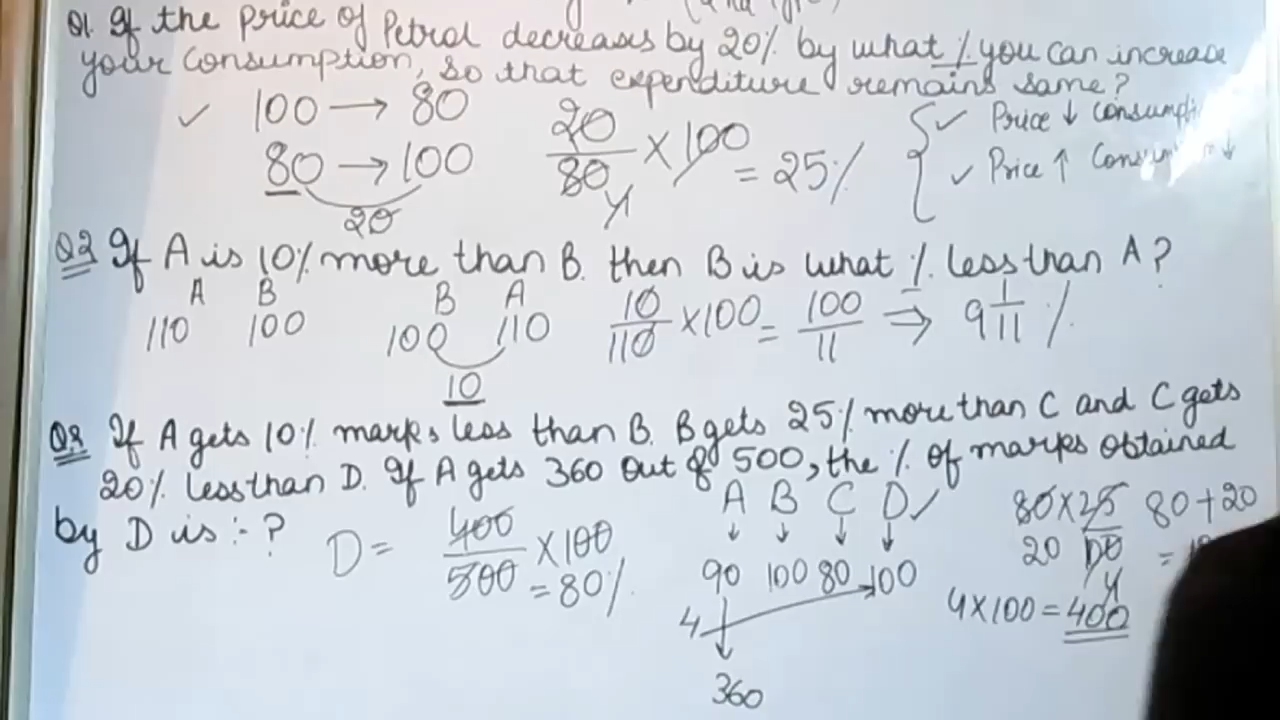 Q1. If the price of Petrol decreases by 20% by what % you can increase
your consumption, so that expenditure remains same?
✓ 100 → 80
80 → 100
20
20/80 × 100 = 25%
4
✓ Price ↓
✓ Price ↑
Q2 If A is 10% more than B. then B is what % less than A?
A B
110 100
B A
100 110
10
10/110 × 100 = 100/11 ⇒ 9 1/11 %
Q3 If A gets 10% marks less than B. B gets 25% more than C and C gets
20% less than D. If A gets 360 out of 500, the % of marks obtained
by D is :- ?
D = 400/500 × 100
= 80%
A B C D ✓
↓ ↓ ↓ ↓
90 100 80 100
4
360
80×25 80+20
20 100 =
4
4×100 = 400